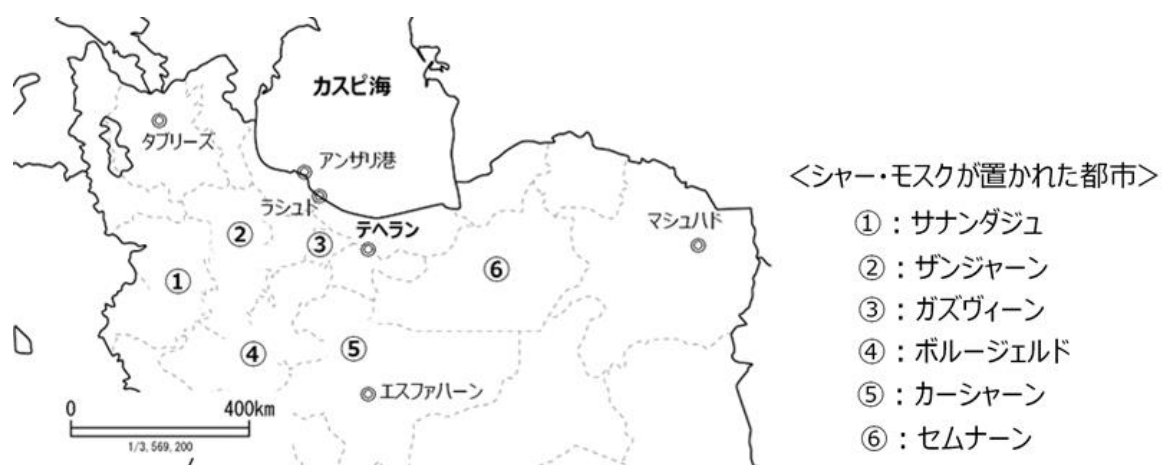 カスピ海
タブリーズ
アンザリ港
ラシュト
テヘラン
マシュハド
②
③
①
⑥
④
⑤
エスファハーン
0 400km
1/3,569,200
＜シャー・モスクが置かれた都市＞
①：サナンダジュ
②：ザンジャーン
③：ガズヴィーン
④：ボルージェルド
⑤：カーシャーン
⑥：セムナーン